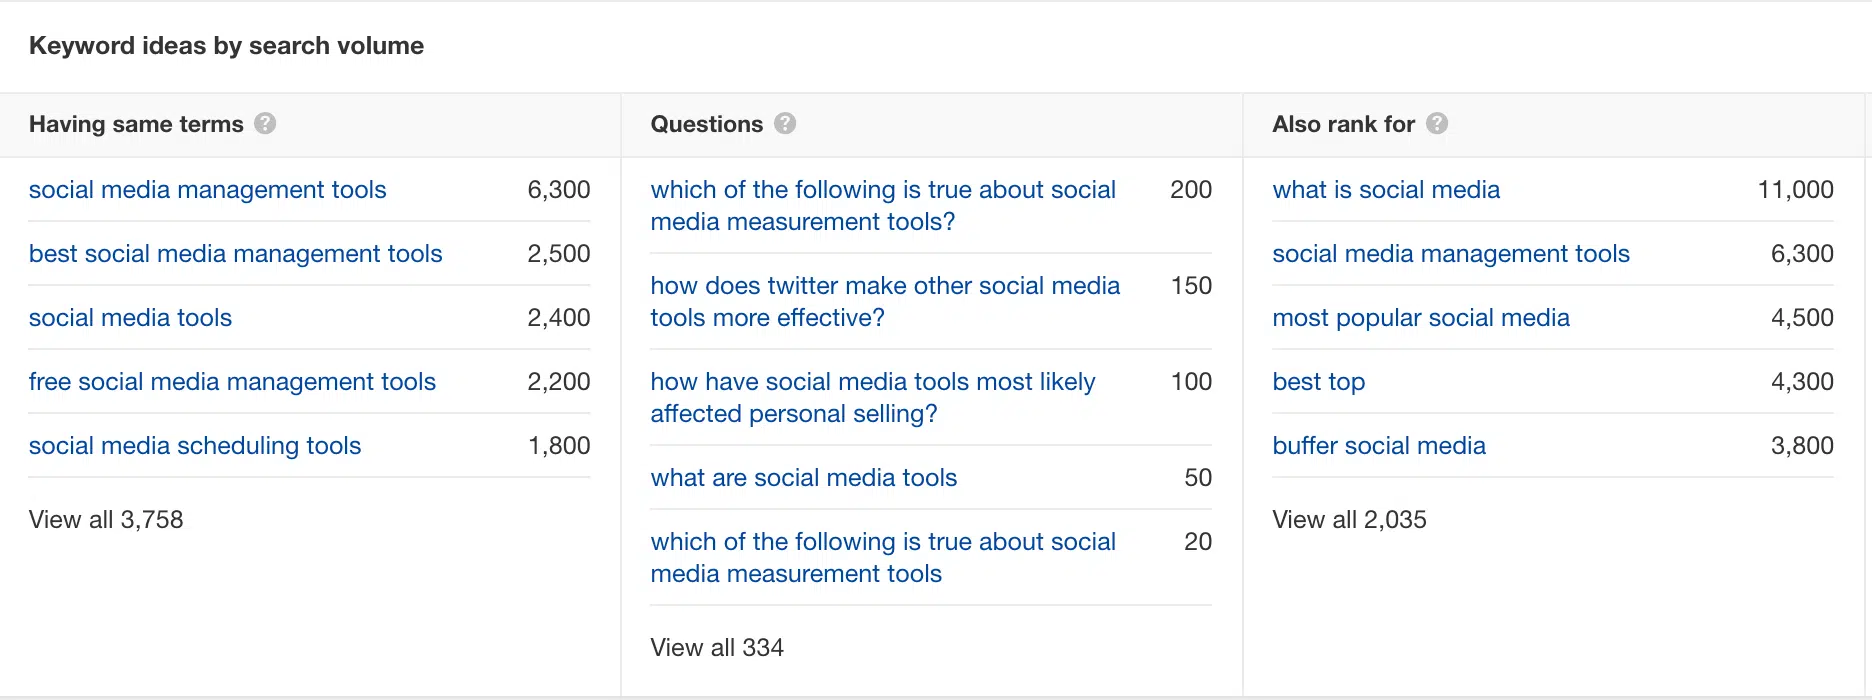 Keyword ideas by search volume
Having same terms ?
social media management tools 6,300
best social media management tools 2,500
social media tools 2,400
free social media management tools 2,200
social media scheduling tools 1,800
View all 3,758
Questions ?
which of the following is true about social 200
media measurement tools?
how does twitter make other social media 150
tools more effective?
how have social media tools most likely 100
affected personal selling?
what are social media tools 50
which of the following is true about social 20
media measurement tools
View all 334
Also rank for ?
what is social media 11,000
social media management tools 6,300
most popular social media 4,500
best top 4,300
buffer social media 3,800
View all 2,035